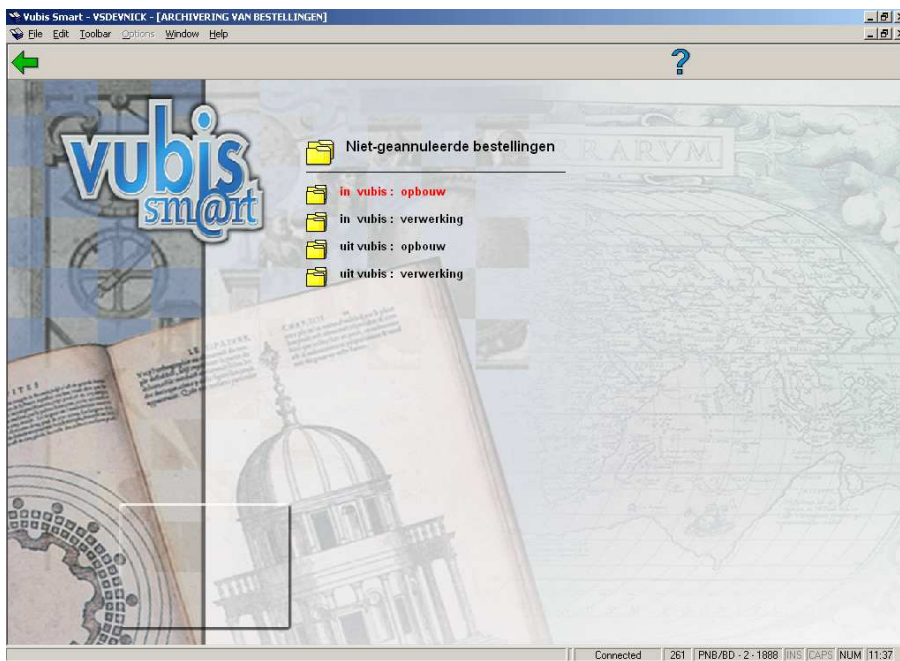 Vubis Smart - VSDEVNICK - [ARCHIVERING VAN BESTELLINGEN]
File Edit Toolbar Options Window Help
?
vubis
sm@rt
Niet-geannuleerde bestellingen
in vubis : opbouw
in vubis : verwerking
uit vubis : opbouw
uit vubis : verwerking
ARVM
Connected 261 PNB/BD - 2 - 1888 INS CAPS NUM 11:37